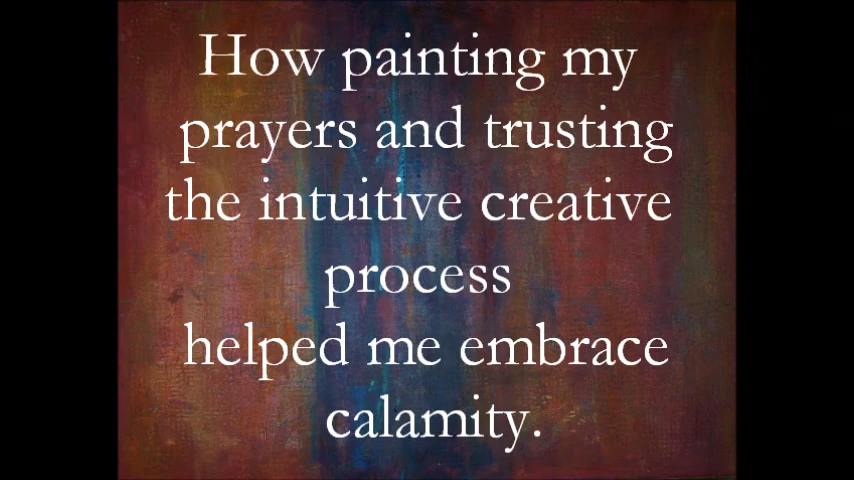 How painting my
prayers and trusting
the intuitive creative
process
helped me embrace
calamity.